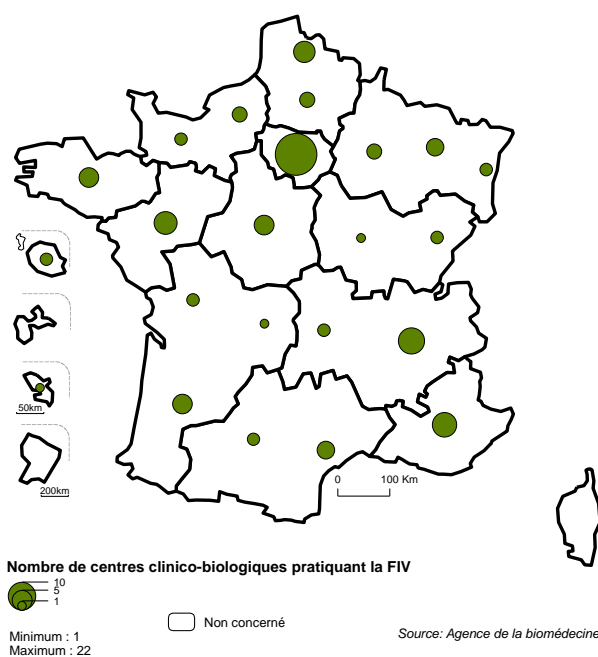 50km
200km
0 100 Km
Nombre de centres clinico-biologiques pratiquant la FIV
10
5
1
Non concerné
Minimum : 1
Maximum : 22
Source: Agence de la biomédecine